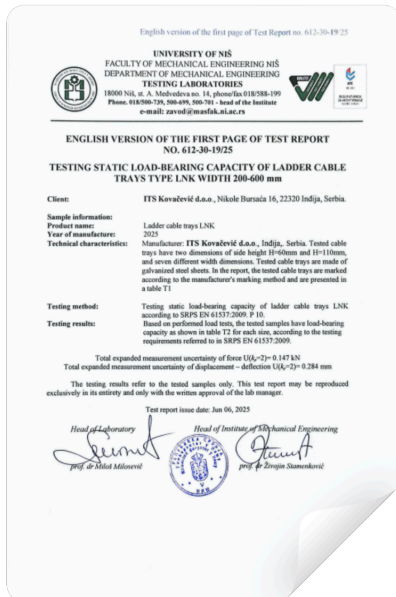 English version of the first page of Test Report no. 612-30-19/25
UNIVERSITY OF NIŠ
FACULTY OF MECHANICAL ENGINEERING NIŠ
DEPARTMENT OF MECHANICAL ENGINEERING
TESTING LABORATORIES
18000 Niš, st. A. Medvedeva no. 14, phone/fax 018/588-199
Phone. 018/500-739, 500-699, 500-701 - head of the Institute
e-mail: zavod@masfak.ni.ac.rs
ENGLISH VERSION OF THE FIRST PAGE OF TEST REPORT
NO. 612-30-19/25
TESTING STATIC LOAD-BEARING CAPACITY OF LADDER CABLE
TRAYS TYPE LNK WIDTH 200-600 mm
Client: ITS Kovačević d.o.o., Nikole Bursaća 16, 22320 Inđija, Serbia.
Sample information:
Product name: Ladder cable trays LNK
Year of manufacture: 2025
Technical characteristics: Manufacturer: ITS Kovačević d.o.o., Inđija,. Serbia. Tested cable
trays have two dimensions of side height H=60mm and H=110mm,
and seven different width dimensions. Tested cable trays are made of
galvanized steel sheets. In the report, the tested cable trays are marked
according to the manufacturer's marking method and are presented in
a table T1
Testing method: Testing static load-bearing capacity of ladder cable trays LNK
according to SRPS EN 61537:2009. P 10.
Testing results: Based on performed load tests, the tested samples have load-bearing
capacity as shown in table T2 for each size, according to the testing
requirements referred to in SRPS EN 61537:2009.
Total expanded measurement uncertainty of force U(kₚ=2)= 0.147 kN
Total expanded measurement uncertainty of displacement – deflection U(kₚ=2)= 0.284 mm
The testing results refer to the tested samples only. This test report may be reproduced
exclusively in its entirety and only with the written approval of the lab manager.
Test report issue date: Jun 06, 2025
Head of Laboratory Head of Institute of Mechanical Engineering
prof. dr Miloš Milošević prof. dr Živojin Stamenković